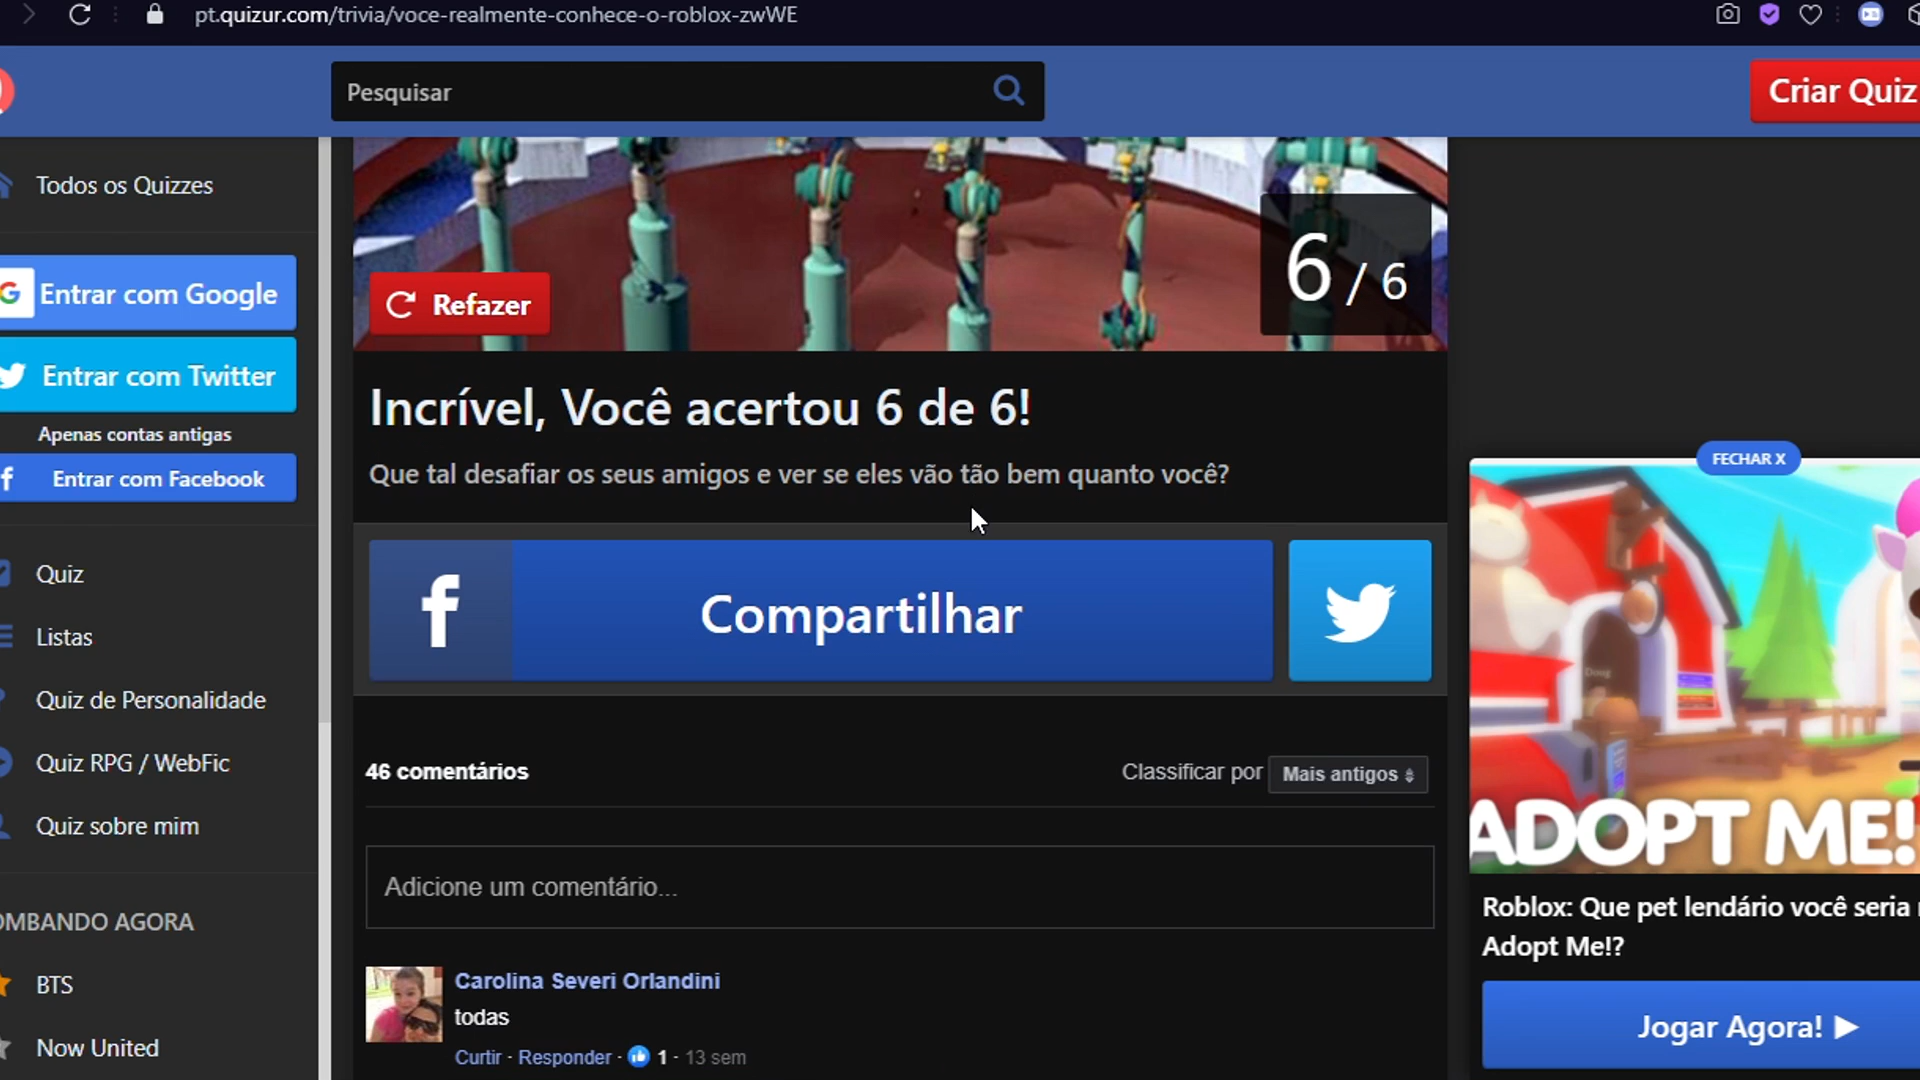 pt.quizur.com/trivia/voce-realmente-conhece-o-roblox-zwWE
Pesquisar
Criar Quiz
Todos os Quizzes
Entrar com Google
Entrar com Twitter
Apenas contas antigas
Entrar com Facebook
Quiz
Listas
Quiz de Personalidade
Quiz RPG / WebFic
Quiz sobre mim
OMBANDO AGORA
BTS
Now United
6 / 6
Refazer
Incrível, Você acertou 6 de 6!
Que tal desafiar os seus amigos e ver se eles vão tão bem quanto você?
Compartilhar
46 comentários
Classificar por Mais antigos
Adicione um comentário...
Carolina Severi Orlandini
todas
Curtir · Responder · 1 · 13 sem
FECHAR X
Doug
ADOPT ME!
Roblox: Que pet lendário você seria
Adopt Me!?
Jogar Agora!